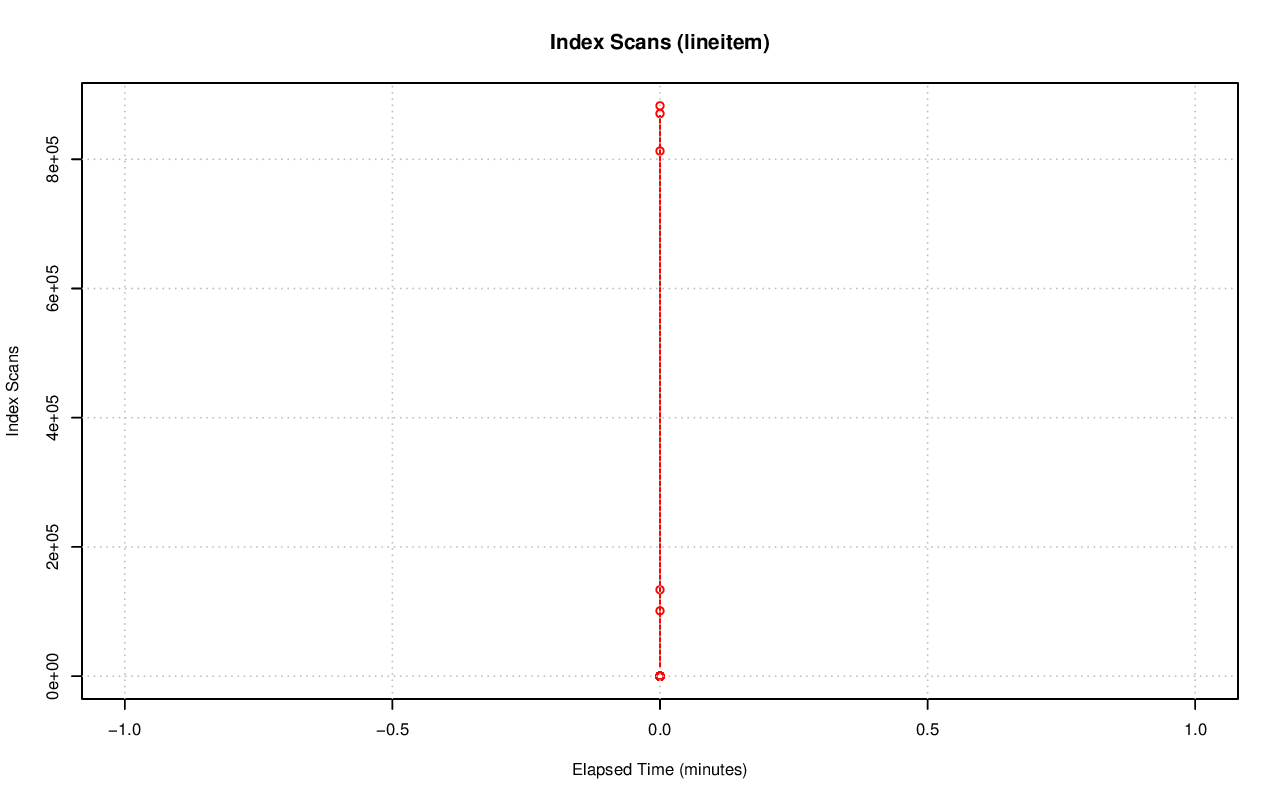 Index Scans (lineitem)
Index Scans
8e+05
6e+05
4e+05
2e+05
0e+00
−1.0
−0.5
0.0
0.5
1.0
Elapsed Time (minutes)